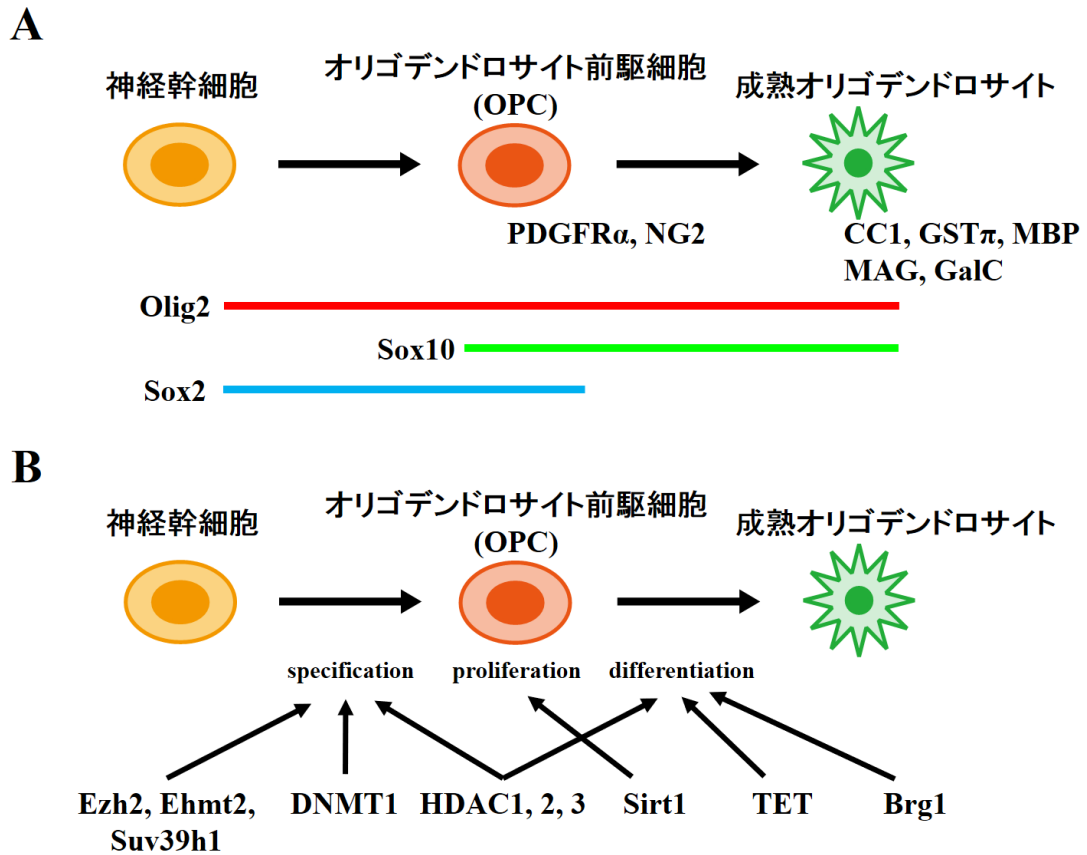 A
神経幹細胞
オリゴデンドロサイト前駆細胞
(OPC)
成熟オリゴデンドロサイト
PDGFRα, NG2
CC1, GSTπ, MBP
MAG, GalC
Olig2
Sox10
Sox2
B
神経幹細胞
オリゴデンドロサイト前駆細胞
(OPC)
成熟オリゴデンドロサイト
specification
proliferation
differentiation
Ezh2, Ehmt2,
Suv39h1
DNMT1
HDAC1, 2, 3
Sirt1
TET
Brg1